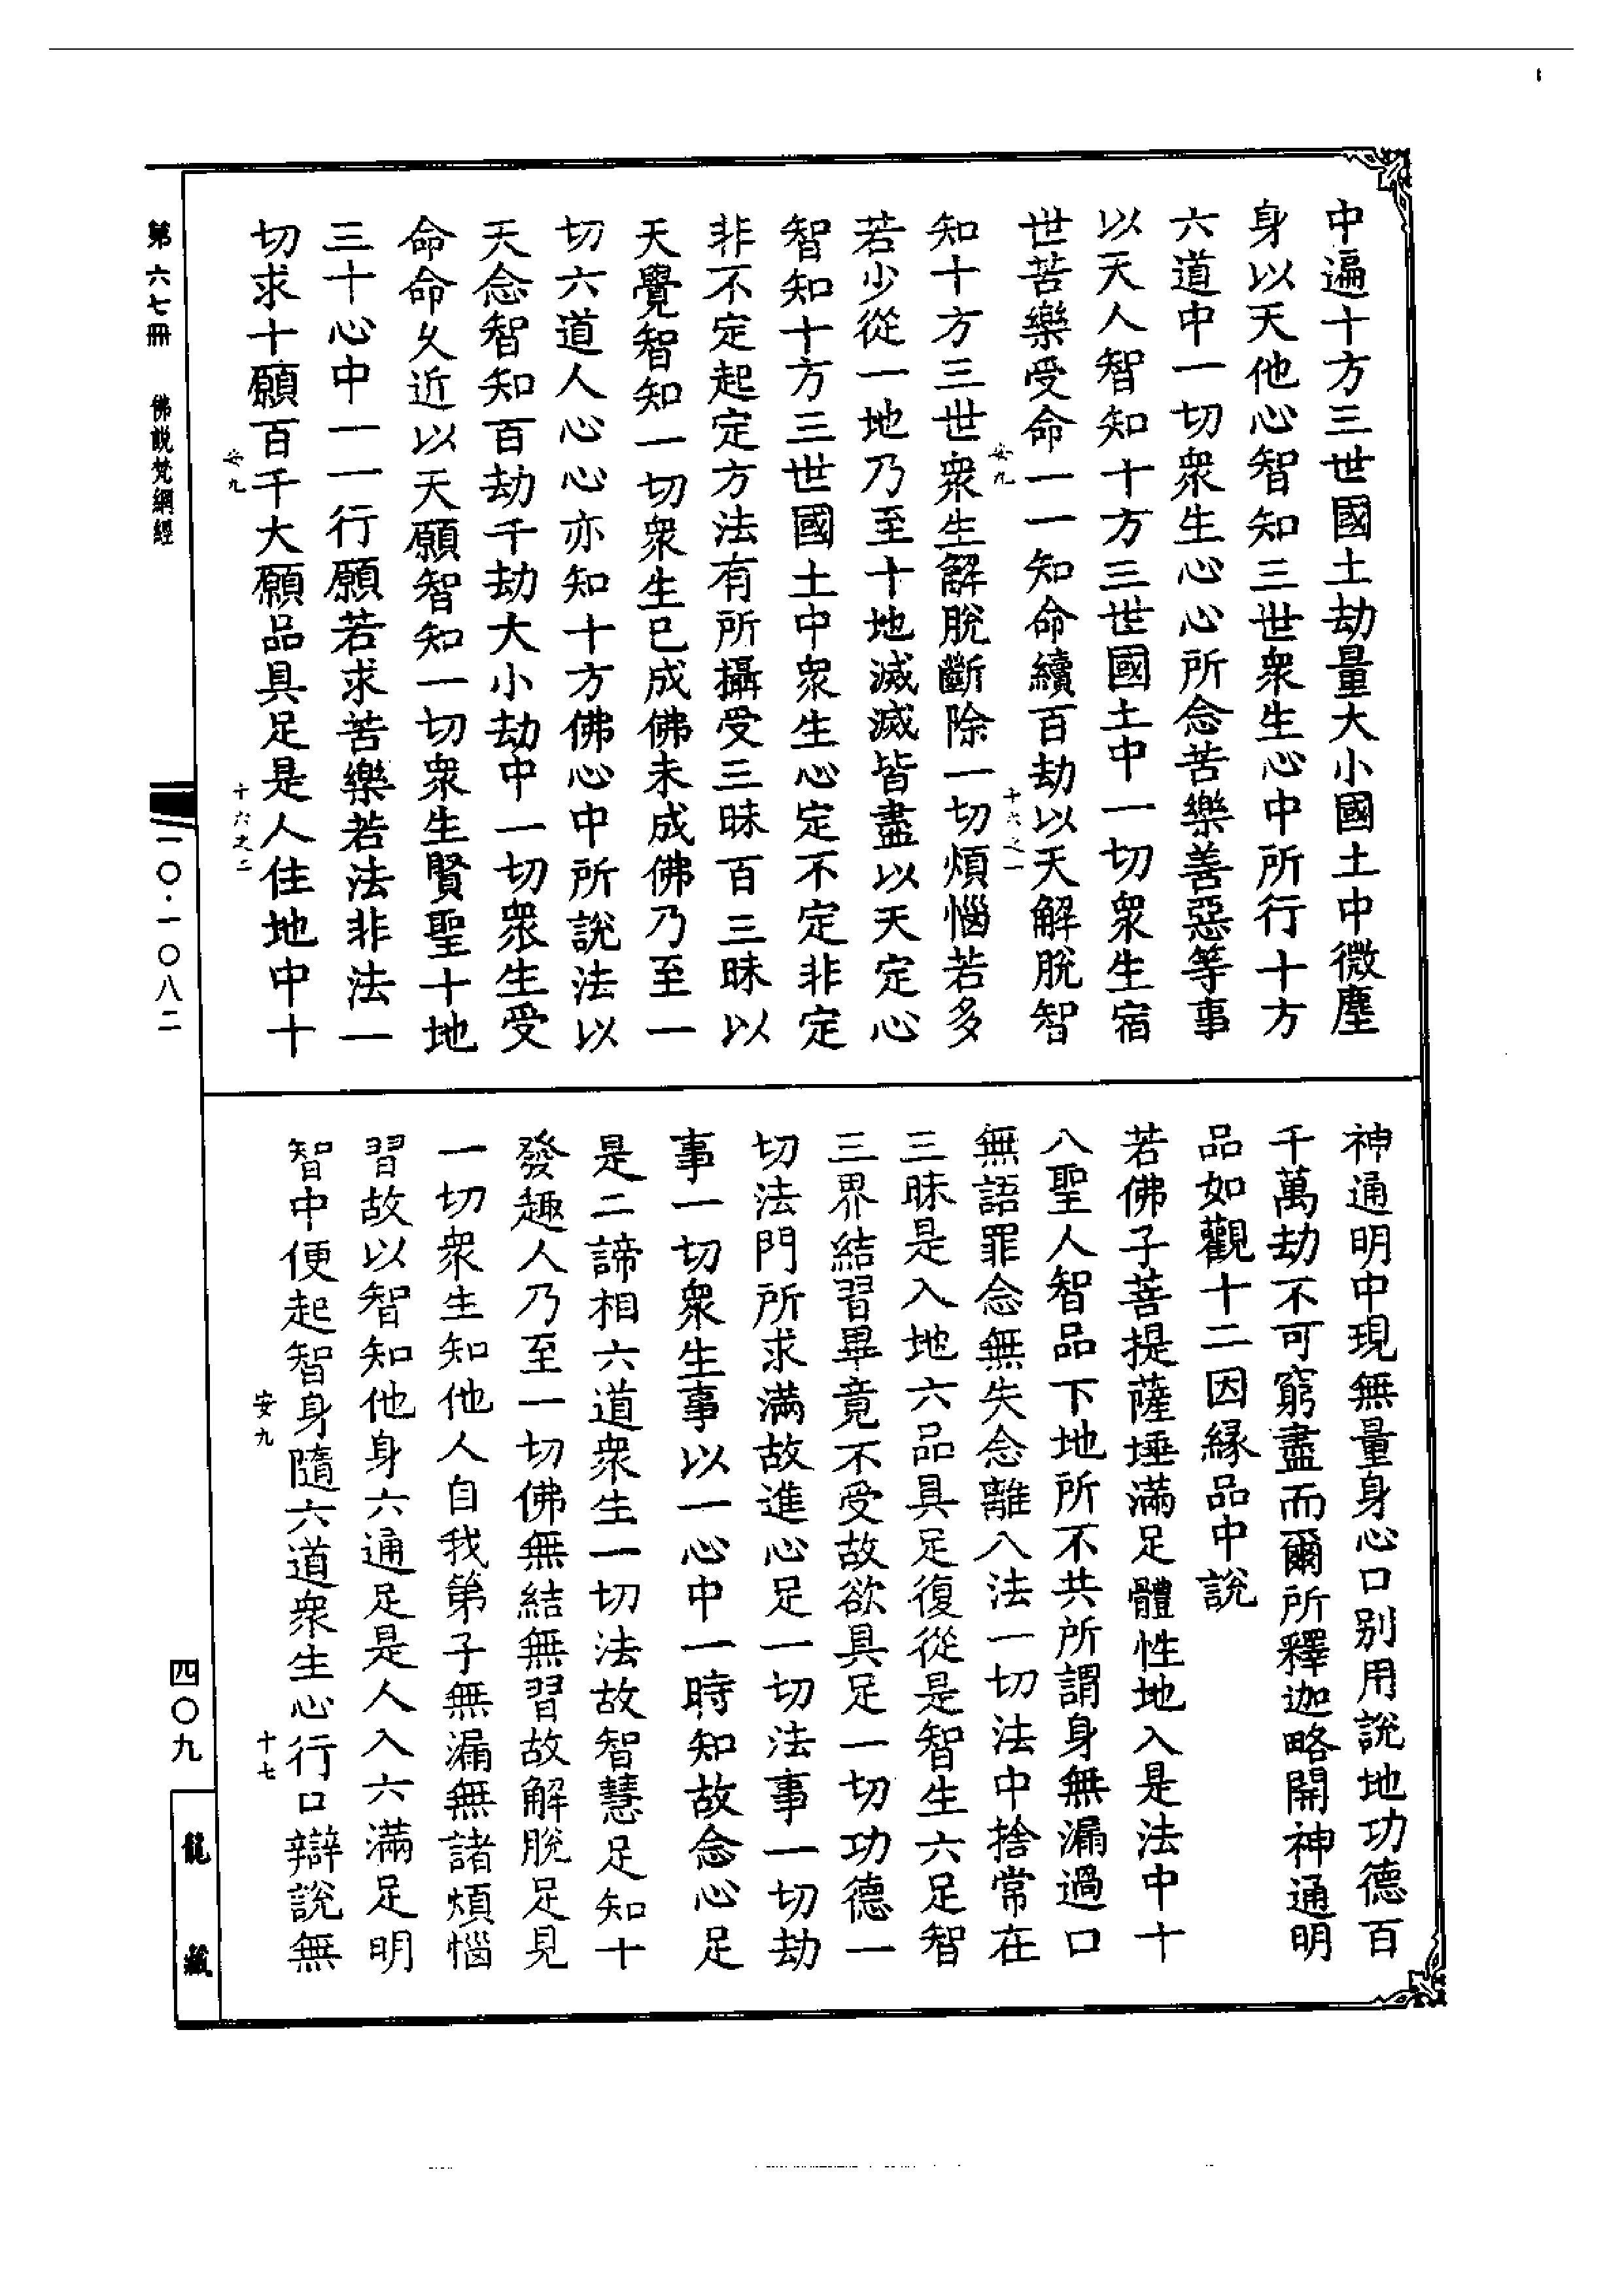 中遍十方三世國土劫量大小國土中微塵
身以天他心智知三世衆生心中所行十方
六道中一切衆生心心所念苦樂善惡等事
以天人智知十方三世國土中一切衆生宿
世苦樂受命一一知命續百劫以天解脫智
安九
十六之一
知十方三世衆生解脫斷除一切煩惱若多
若少從一地乃至十地滅滅皆盡以天定心
智知十方三世國土中衆生心定不定非定
非不定起定方法有所攝受三昧百三昧以
天覺智知一切衆生已成佛未成佛乃至一
切六道人心心亦知十方佛心中所說法以
天念智知百劫千劫大小劫中一切衆生受
命命久近以天願智知一切衆生賢聖十地
三十心中一一行願若求苦樂若法非法一
切求十願百千大願品具足是人住地中十
安九
十六之二
神通明中現無量身心口別用說地功德百
千萬劫不可窮盡而爾所釋迦略開神通明
品如觀十二因緣品中說
若佛子菩提薩埵滿足體性地入是法中十
八聖人智品下地所不共所謂身無漏過口
無語罪念無失念離八法一切法中捨常在
三昧是入地六品具足復從是智生六足智
三界結習畢竟不受故欲具足一切功德一
切法門所求滿故進心足一切法事一切劫
事一切衆生事以一心中一時知故念心足
是二諦相六道衆生一切法故智慧足知十
發趣人乃至一切佛無結無習故解脫足見
一切衆生知他人自我弟子無漏無諸煩惱
習故以智知他身六通足是人入六滿足明
智中便起智身隨六道衆生心行口辯說無
安九
十七
第六七冊 佛說梵網經
一〇·一〇八二
四〇九
龍藏